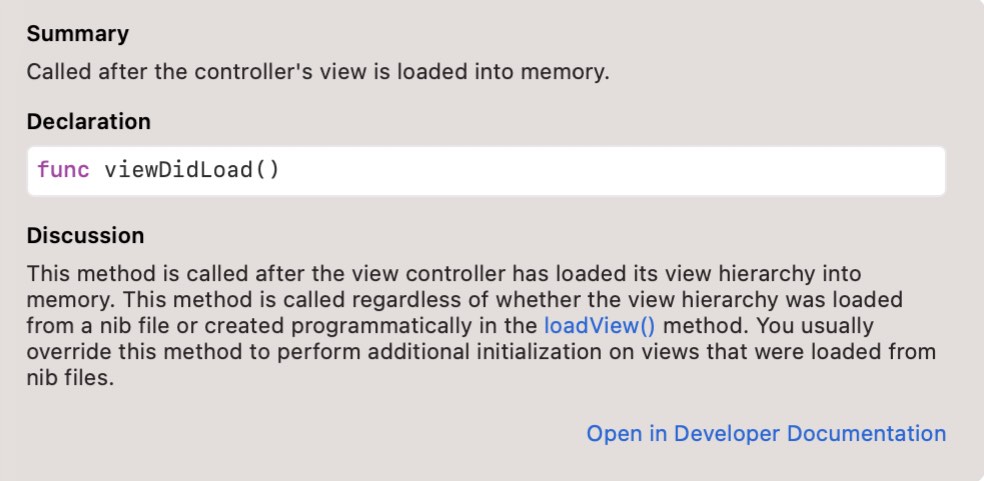 Summary
Called after the controller's view is loaded into memory.
Declaration
func viewDidLoad()
Discussion
This method is called after the view controller has loaded its view hierarchy into
memory. This method is called regardless of whether the view hierarchy was loaded
from a nib file or created programmatically in the loadView() method. You usually
override this method to perform additional initialization on views that were loaded from
nib files.
Open in Developer Documentation